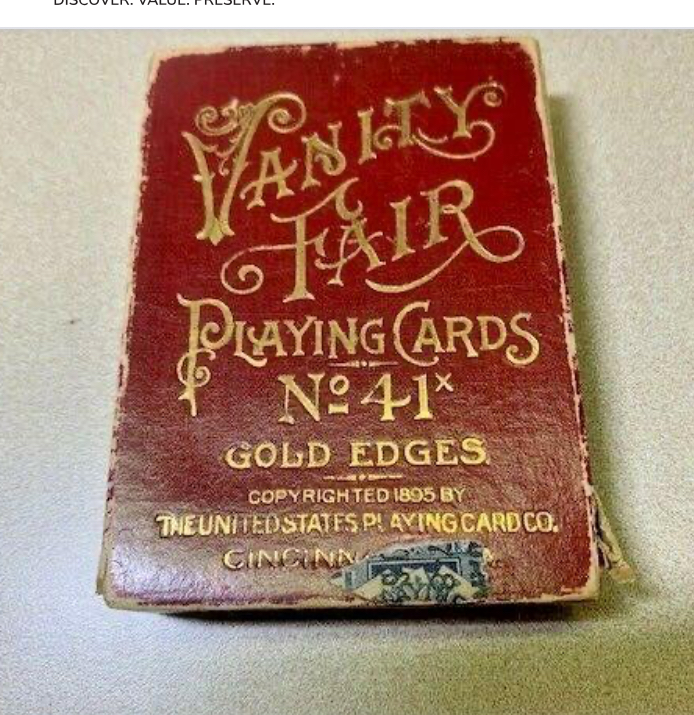 DISCOVER. VALUE. PRESERVE.
VANITY
FAIR
PLAYING CARDS
Nº 41x
GOLD EDGES.
COPYRIGHTED 1895 BY
THE UNITED STATES PLAYING CARD CO.